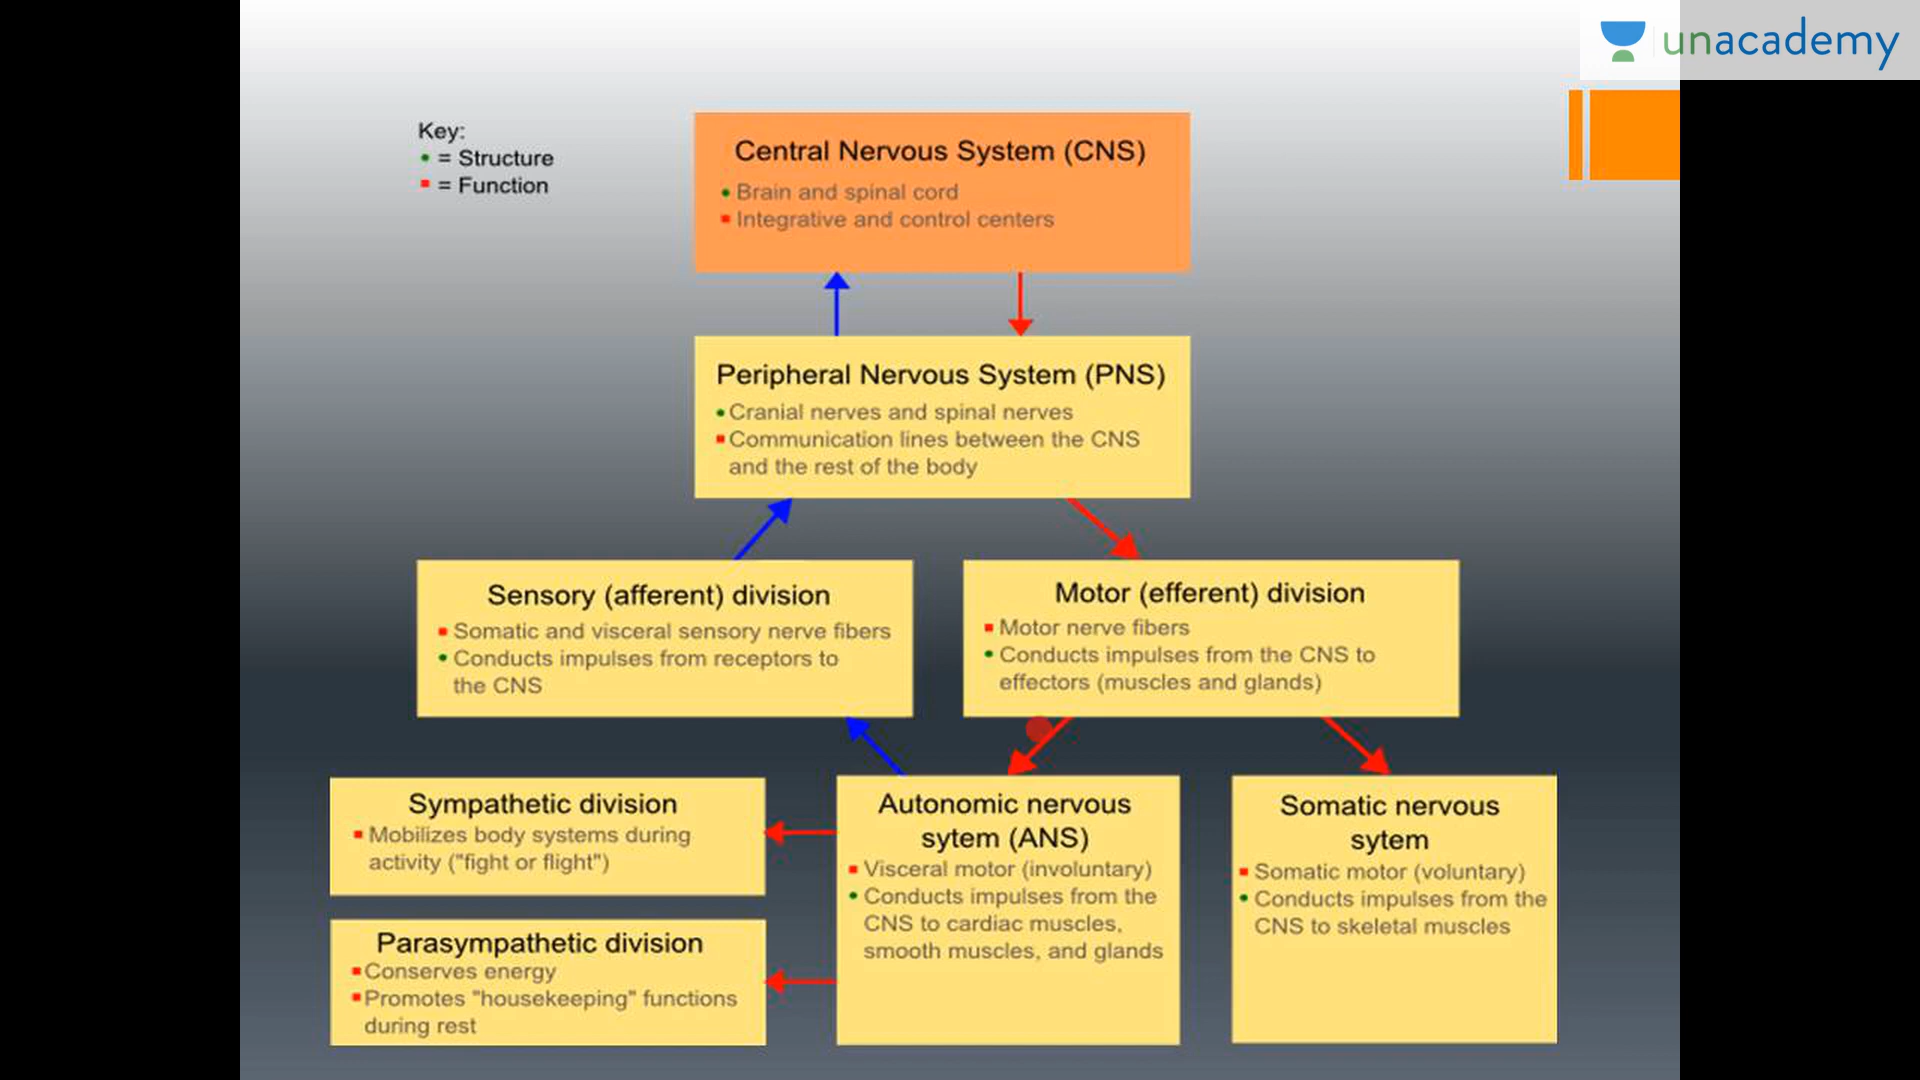 unacademy
Key:
• = Structure
▪ = Function
Central Nervous System (CNS)
• Brain and spinal cord
▪ Integrative and control centers
Peripheral Nervous System (PNS)
• Cranial nerves and spinal nerves
▪ Communication lines between the CNS
and the rest of the body
Sensory (afferent) division
▪ Somatic and visceral sensory nerve fibers
• Conducts impulses from receptors to
the CNS
Motor (efferent) division
▪ Motor nerve fibers
• Conducts impulses from the CNS to
effectors (muscles and glands)
Sympathetic division
▪ Mobilizes body systems during
activity ("fight or flight")
Parasympathetic division
▪ Conserves energy
▪ Promotes "housekeeping" functions
during rest
Autonomic nervous
sytem (ANS)
▪ Visceral motor (involuntary)
• Conducts impulses from the
CNS to cardiac muscles,
smooth muscles, and glands
Somatic nervous
sytem
▪ Somatic motor (voluntary)
• Conducts impulses from the
CNS to skeletal muscles